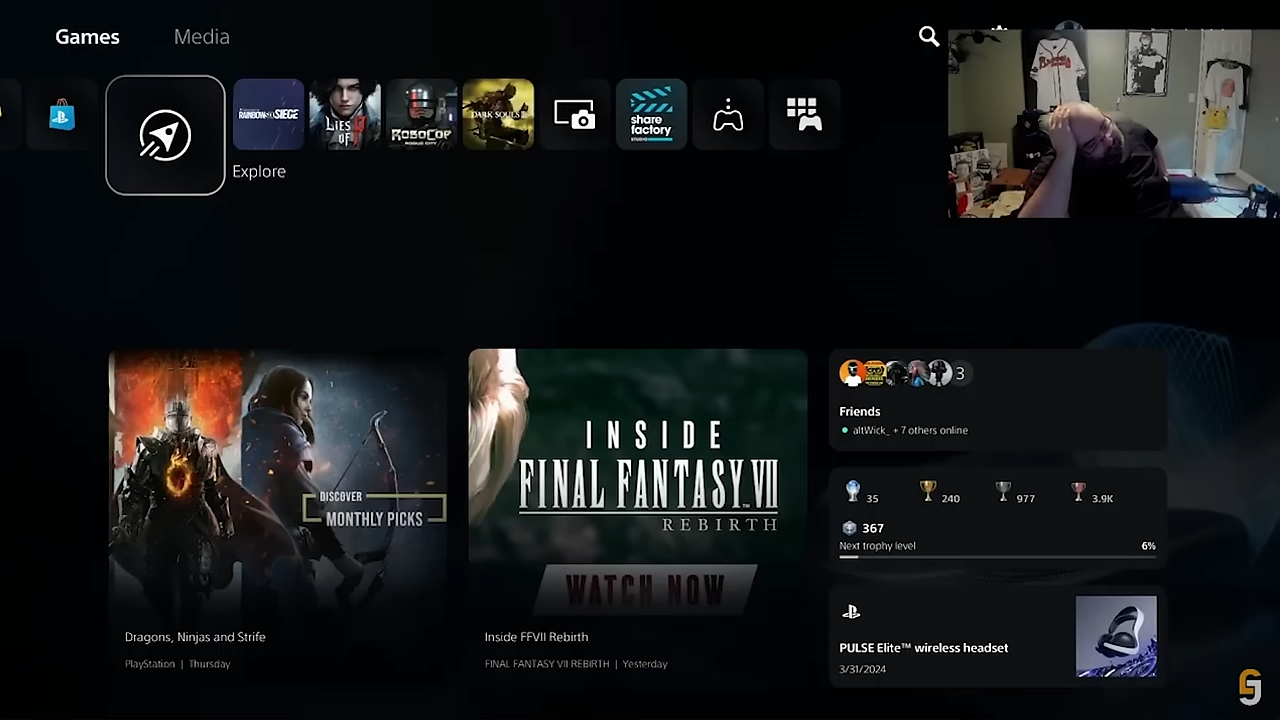 Games
Media
RAINBOW SIX SIEGE
LIES
OF P
ROBOCOP
ROGUE CITY
DARK SOULS III
share
factory
STUDIO
Explore
DISCOVER
MONTHLY PICKS
Dragons, Ninjas and Strife
PlayStation | Thursday
INSIDE
FINAL FANTASY VII
REBIRTH
WATCH NOW
Inside FFVII Rebirth
FINAL FANTASY VII REBIRTH | Yesterday
3
Friends
altWick_ + 7 others online
35
240
977
3.9K
367
Next trophy level
6%
PULSE Elite™ wireless headset
3/31/2024